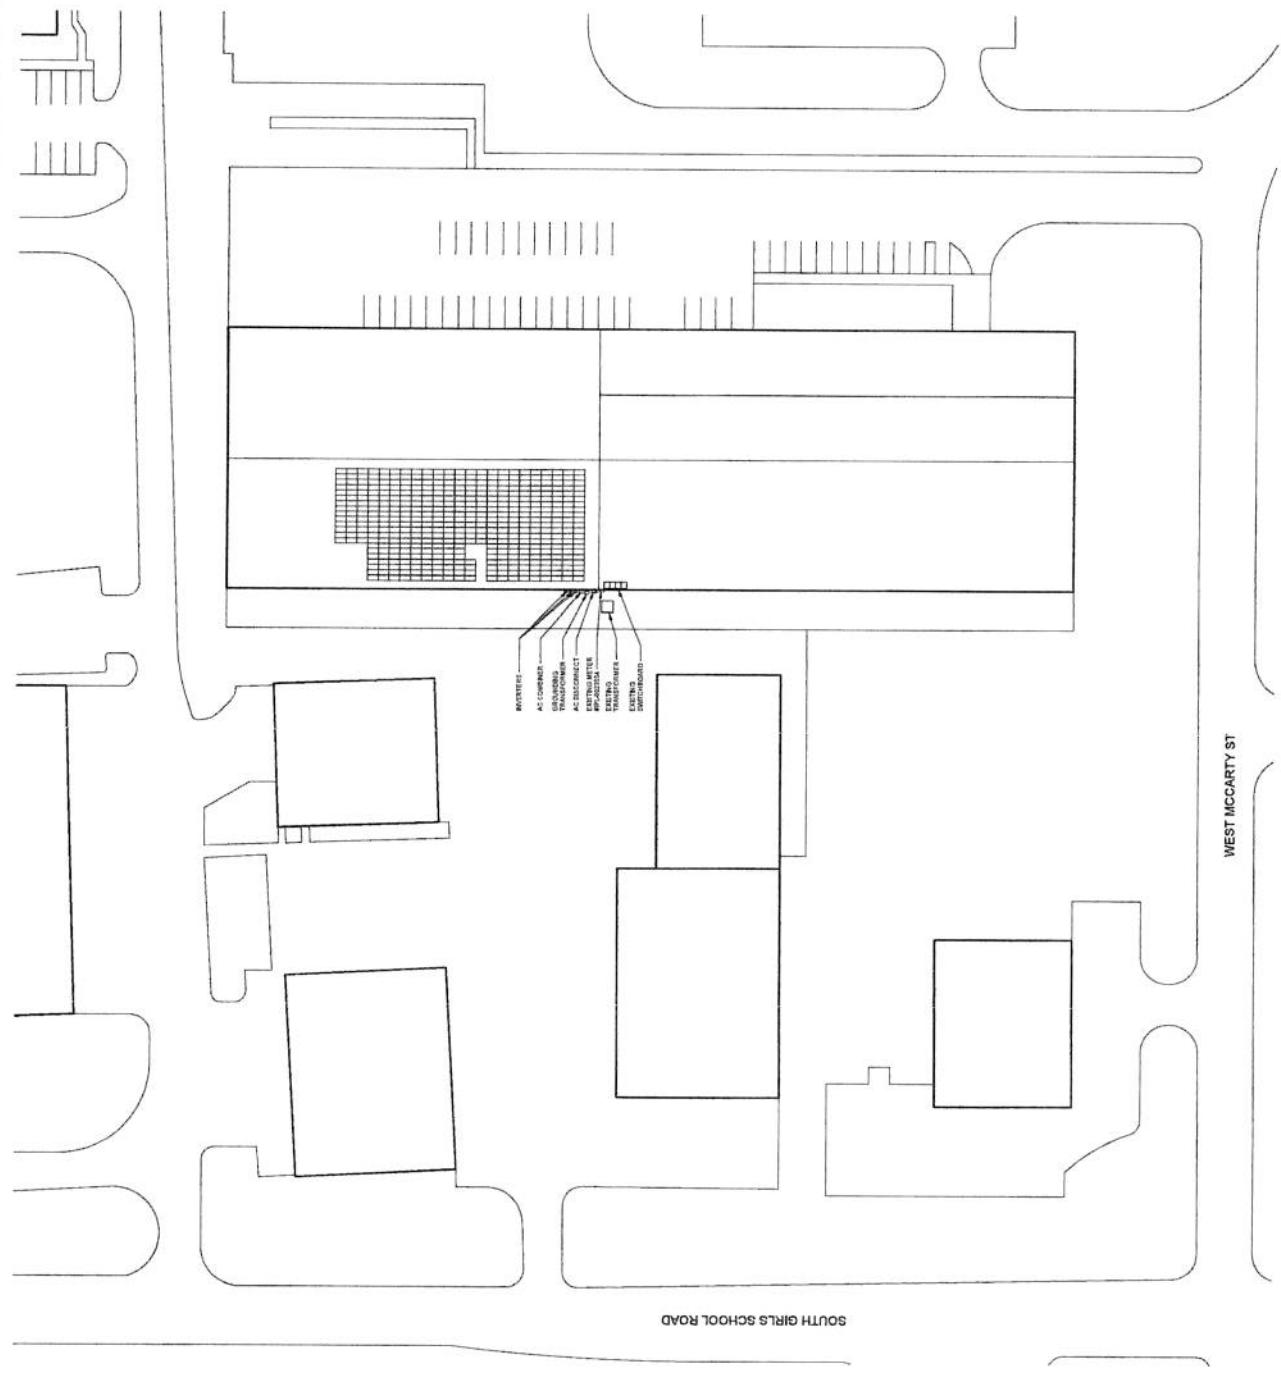 INVERTERS
AC COMBINER
GROUNDING
TRANSFORMER
AC DISCONNECT
EXISTING METER
EXISTING
TRANSFORMER
EXISTING
SWITCHBOARD
WEST MCCARTY ST
SOUTH GIRLS SCHOOL ROAD